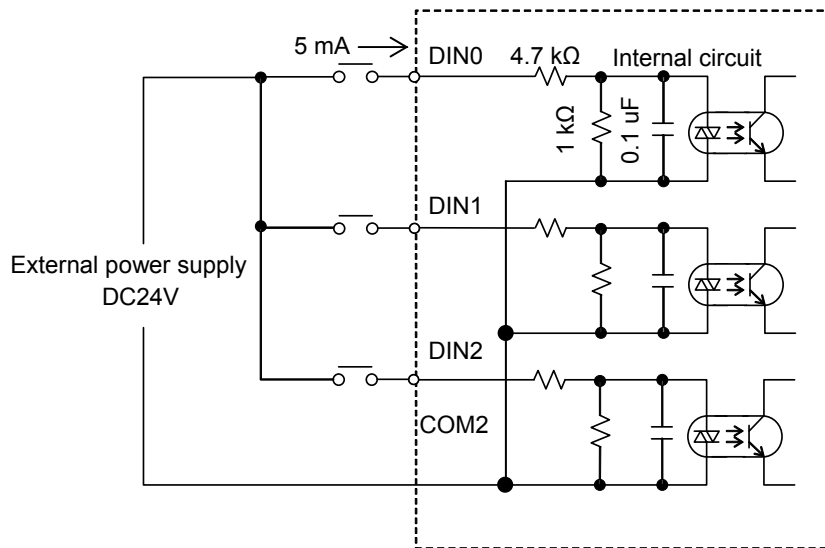 5 mA
DIN0
4.7 kΩ
Internal circuit
1 kΩ
0.1 uF
DIN1
External power supply
DC24V
DIN2
COM2